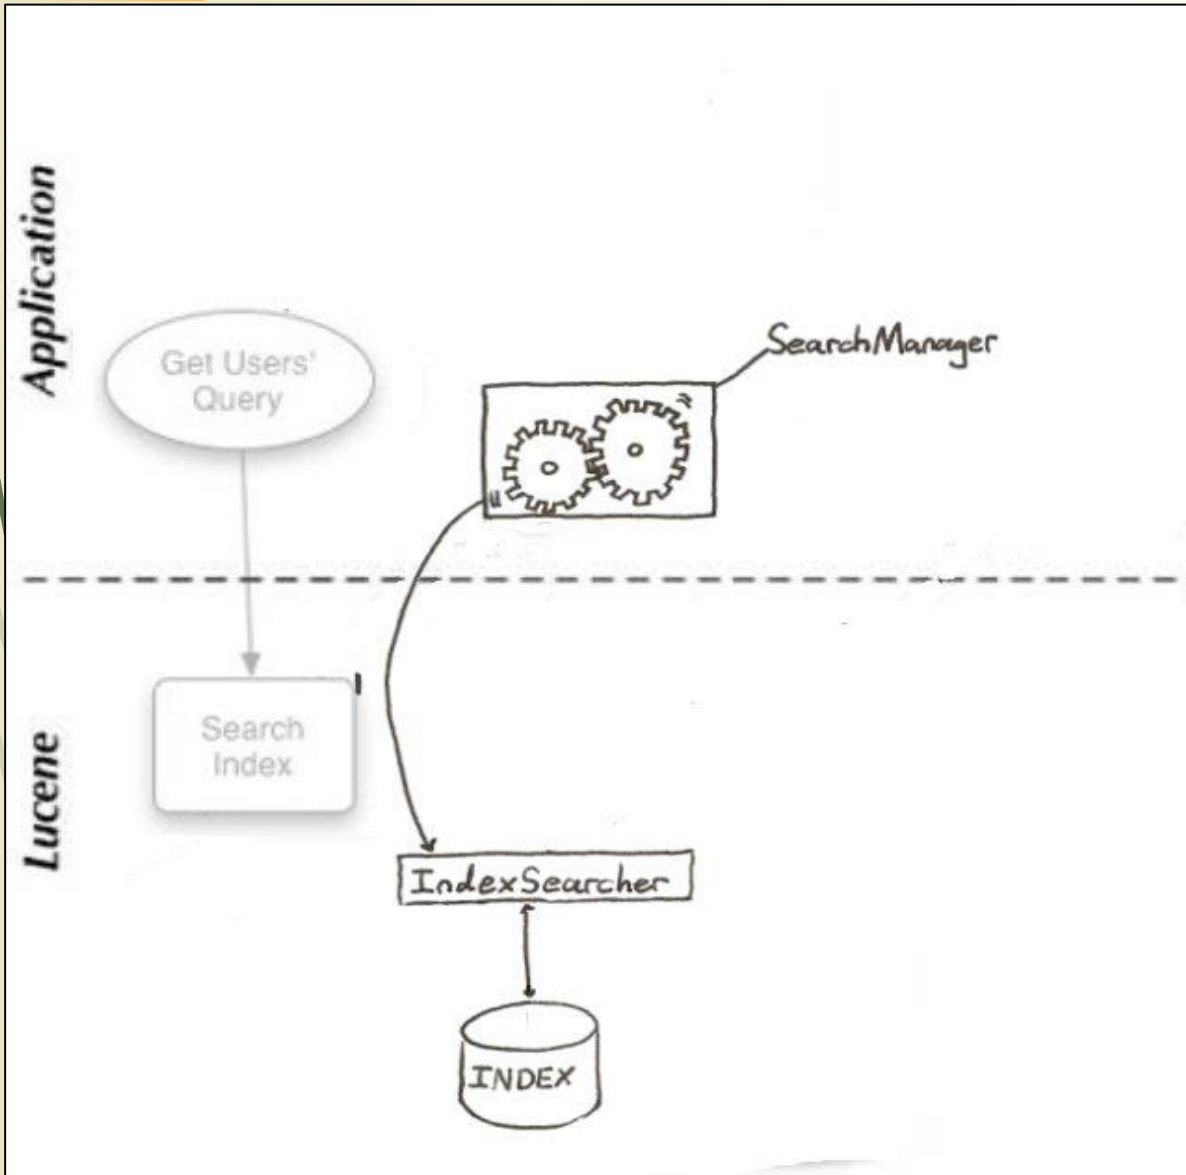 Application
Get Users'
Query
SearchManager
Lucene
Search
Index
IndexSearcher
INDEX